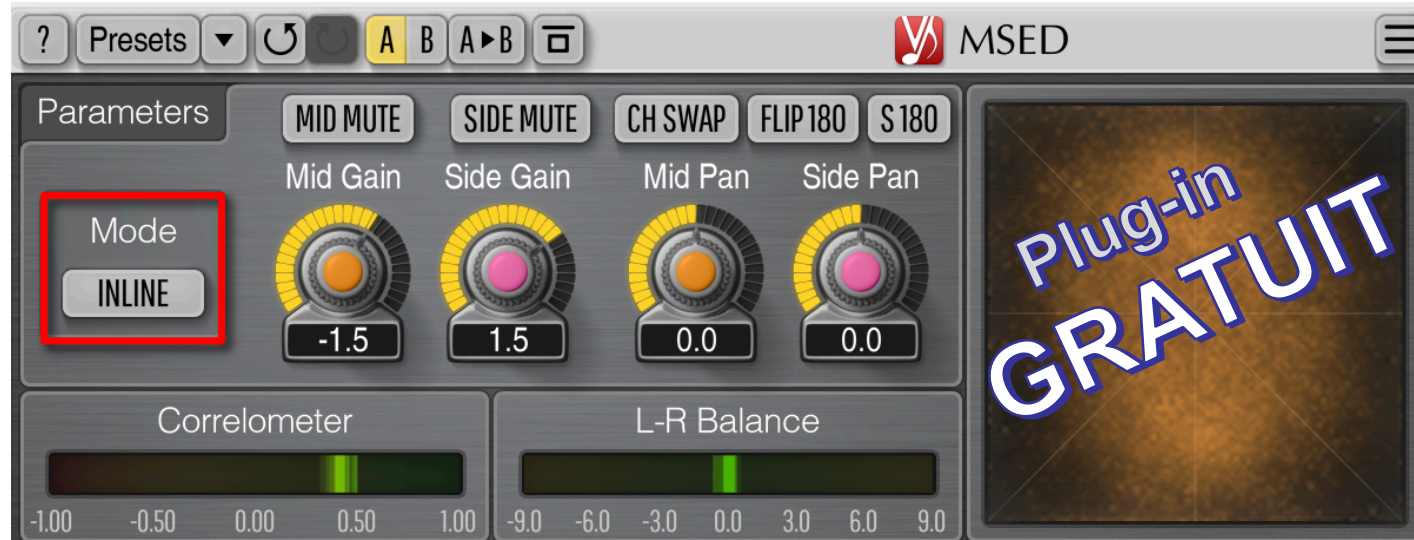 ? Presets A B A►B MSED
Parameters MID MUTE SIDE MUTE CH SWAP FLIP 180 S 180
Mid Gain Side Gain Mid Pan Side Pan
Mode
INLINE
-1.5 1.5 0.0 0.0
Plug-in
GRATUIT
Correlometer L-R Balance
-1.00 -0.50 0.00 0.50 1.00 -9.0 -6.0 -3.0 0.0 3.0 6.0 9.0